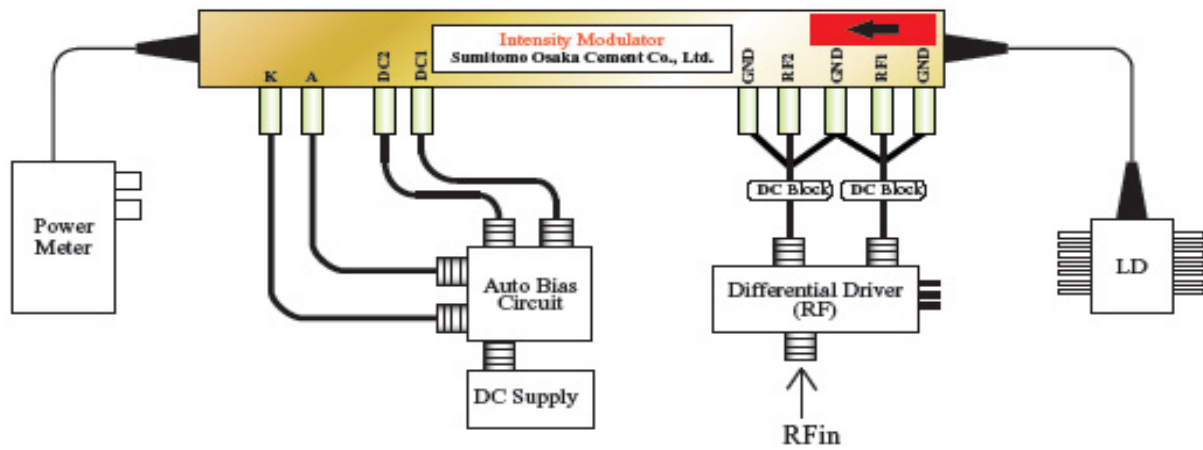 Intensity Modulator
Sumitomo Osaka Cement Co., Ltd.
K
A
DC2
DC1
GND
RF2
GND
RF1
GND
DC Block
DC Block
Power
Meter
Auto Bias
Circuit
Differential Driver
(RF)
LD
DC Supply
RFin